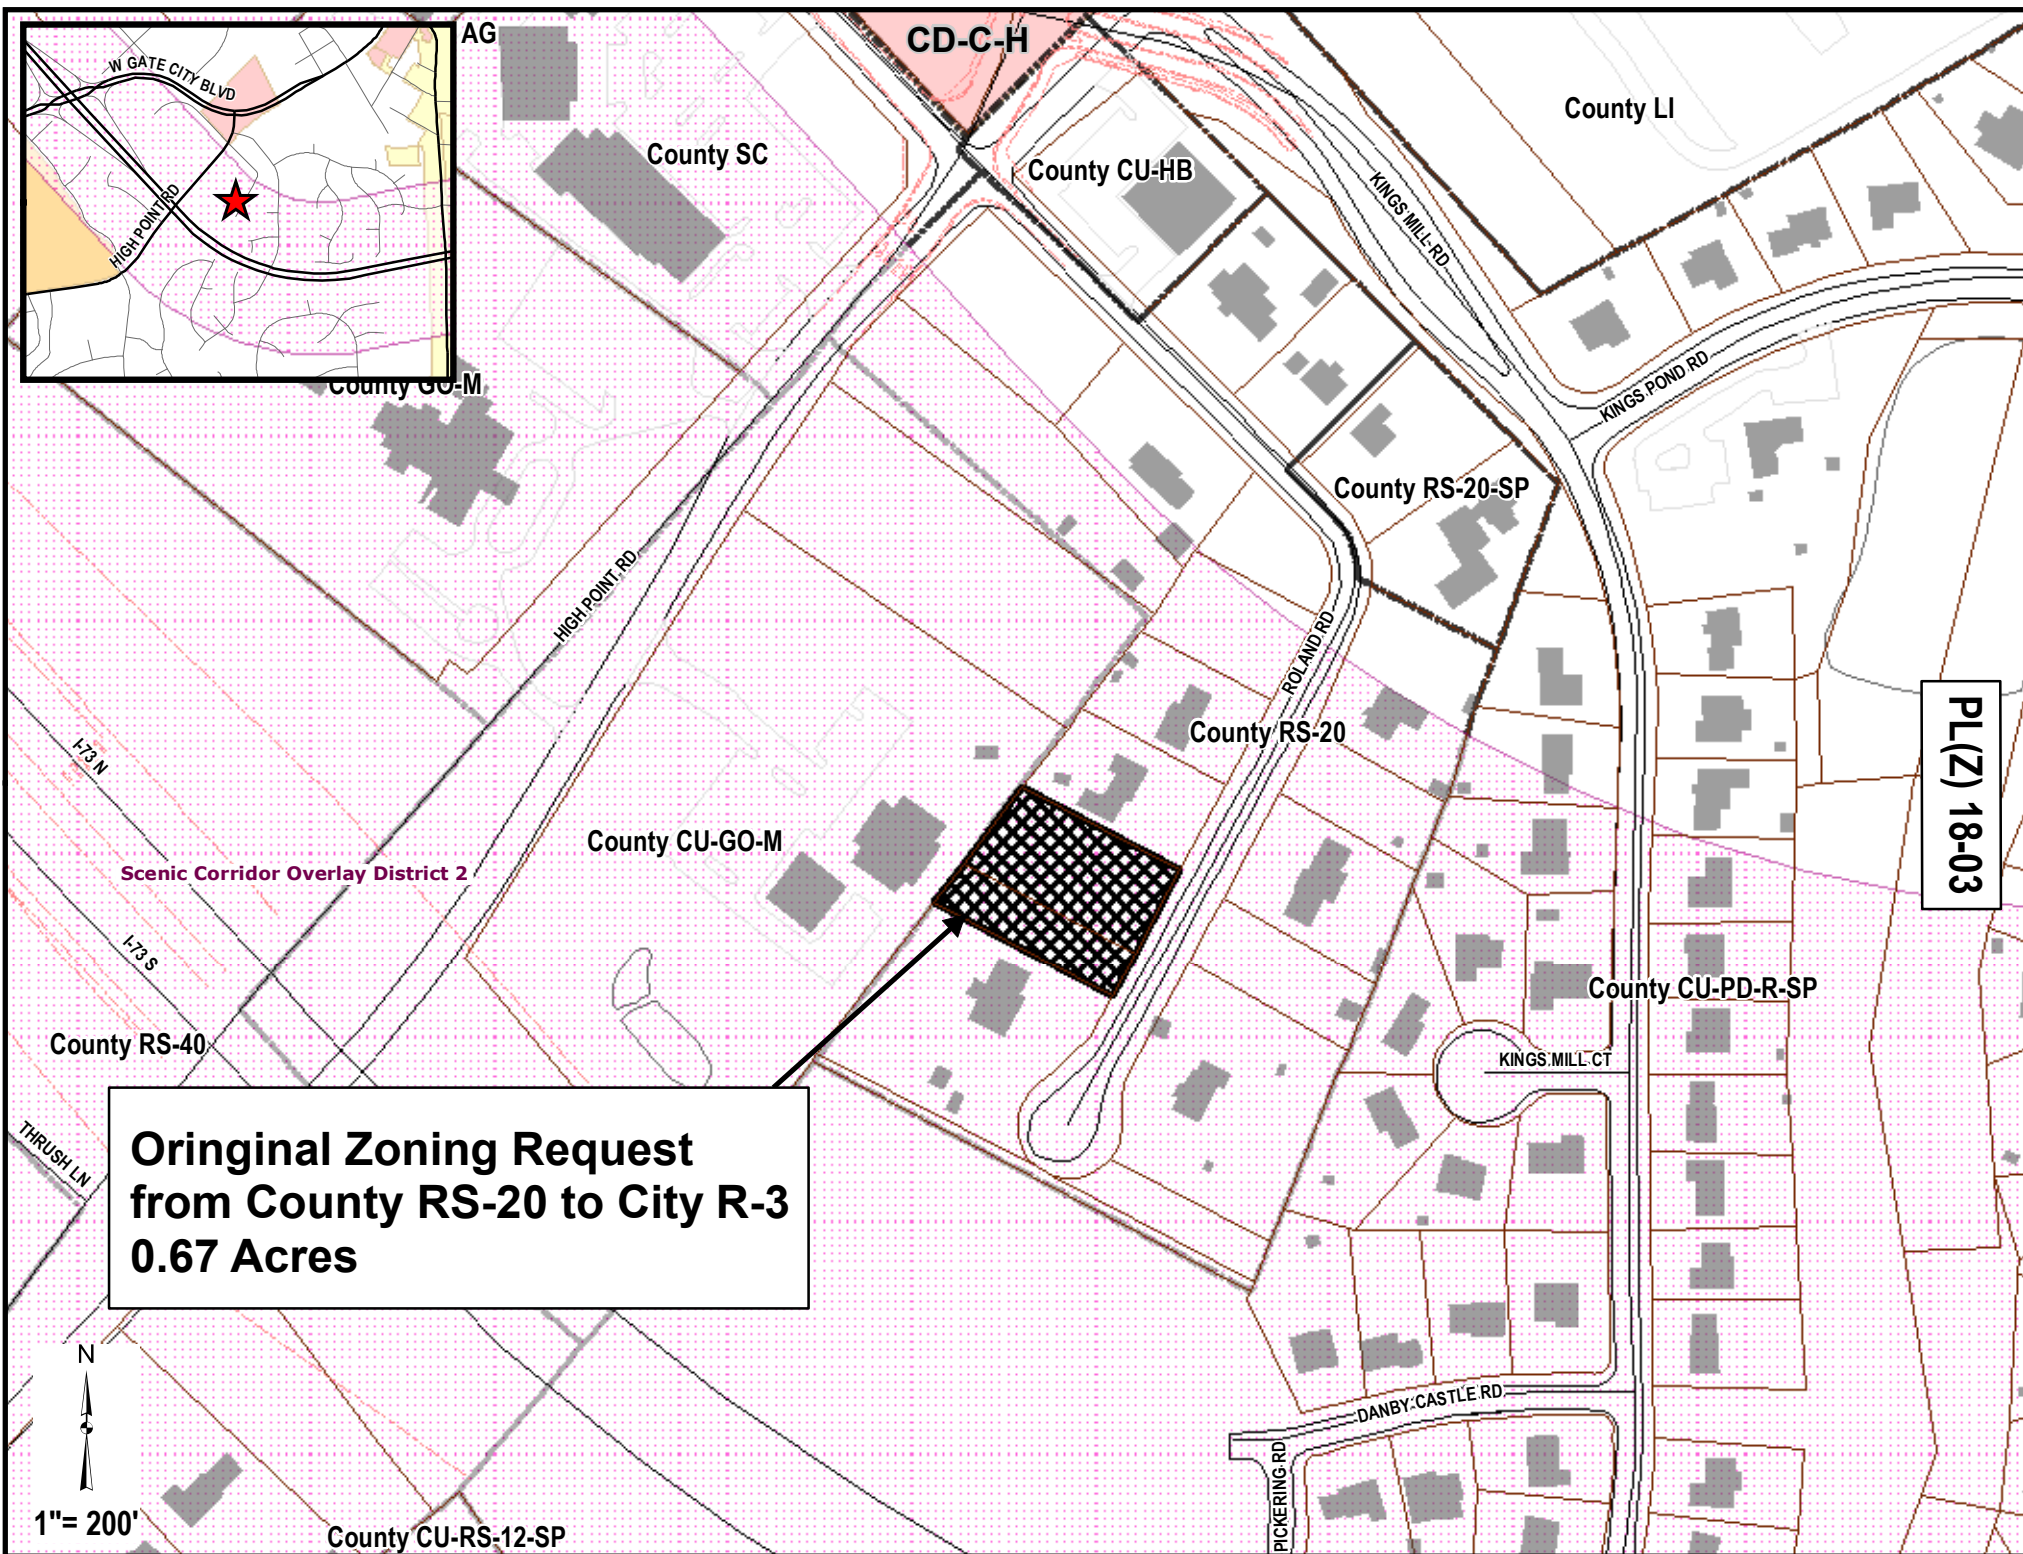 AG
CD-C-H
W GATE CITY BLVD
HIGH POINT RD
County SC
County CU-HB
County LI
KINGS MILL RD
County GO-M
KINGS POND RD
County RS-20-SP
HIGH POINT RD
ROLAND RD
County RS-20
PL(Z) 18-03
I-73 N
County CU-GO-M
Scenic Corridor Overlay District 2
I-73 S
County CU-PD-R-SP
County RS-40
KINGS MILL CT
THRUSH LN
Oringinal Zoning Request
from County RS-20 to City R-3
0.67 Acres
N
DANBY CASTLE RD
PICKERING RD
1"= 200'
County CU-RS-12-SP